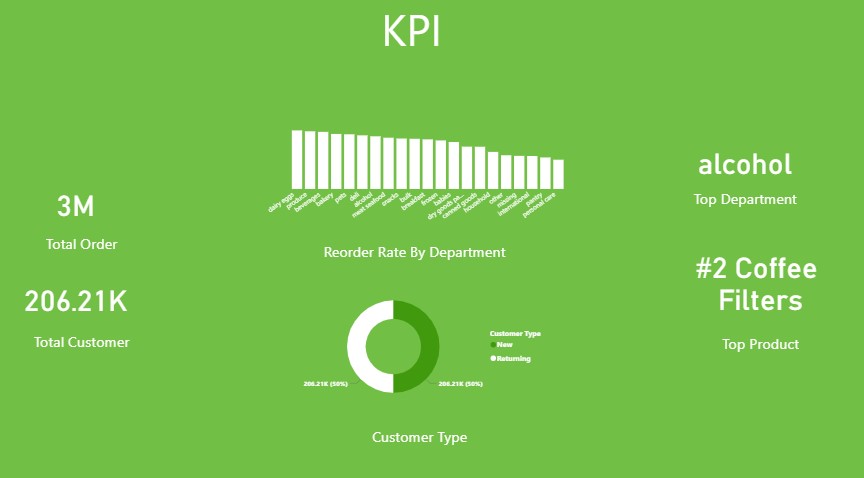 KPI
3M
Total Order
206.21K
Total Customer
dairy eggs
produce
beverages
bakery
pets
deli
alcohol
meat seafood
snacks
bulk
breakfast
frozen
babies
dry goods pa...
canned goods
household
other
missing
international
pantry
personal care
Reorder Rate By Department
206.21K (50%)
206.21K (50%)
Customer Type
New
Returning
Customer Type
alcohol
Top Department
#2 Coffee
Filters
Top Product